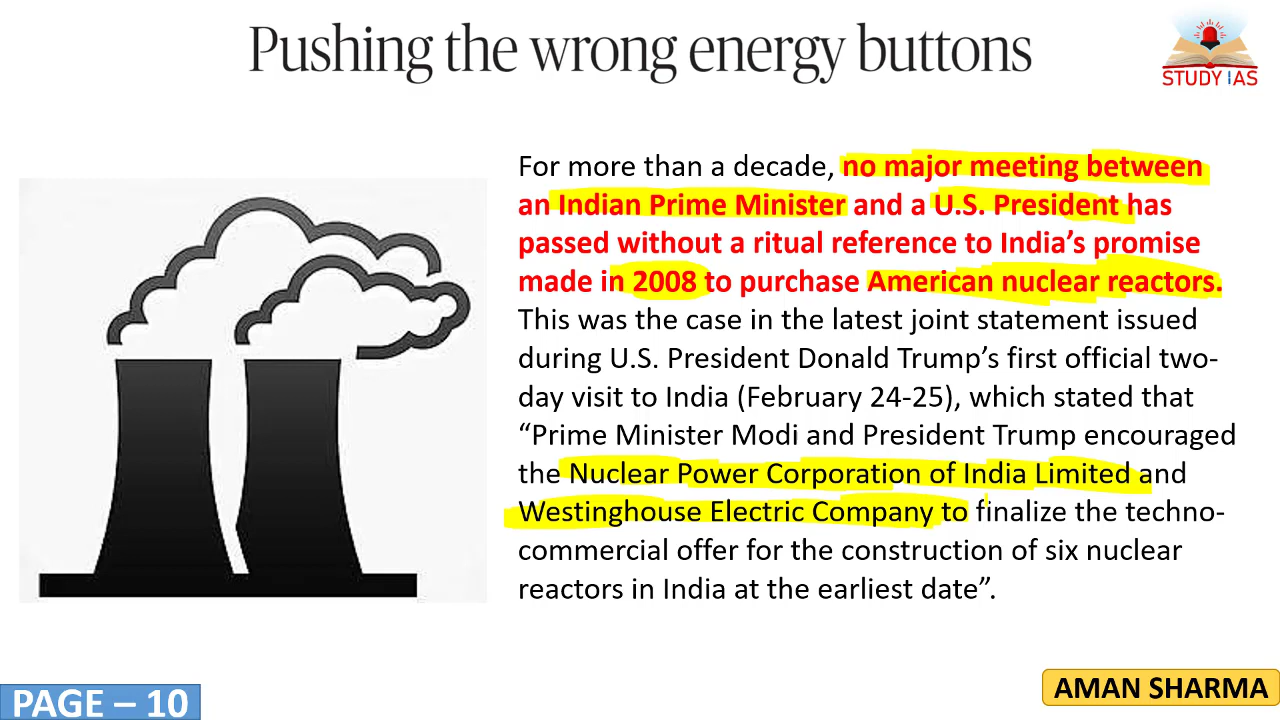 Pushing the wrong energy buttons
STUDY IAS
For more than a decade, no major meeting between
an Indian Prime Minister and a U.S. President has
passed without a ritual reference to India’s promise
made in 2008 to purchase American nuclear reactors.
This was the case in the latest joint statement issued
during U.S. President Donald Trump’s first official two-
day visit to India (February 24-25), which stated that
“Prime Minister Modi and President Trump encouraged
the Nuclear Power Corporation of India Limited and
Westinghouse Electric Company to finalize the techno-
commercial offer for the construction of six nuclear
reactors in India at the earliest date”.
PAGE – 10
AMAN SHARMA